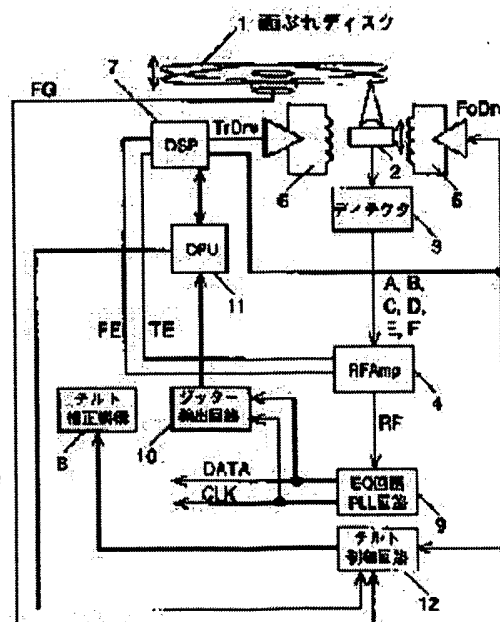 1 面ぶれディスク
7
FG
TrDrv
FoDrv
DSP
2
6
5
ディテクタ
3
CPU
11
A, B,
C, D,
E, F
FE
TE
RFAmp
4
チルト
補正機構
8
ジッター
検出回路
10
RF
DATA
CLK
EQ回路
PLL回路
9
チルト
制御回路
12